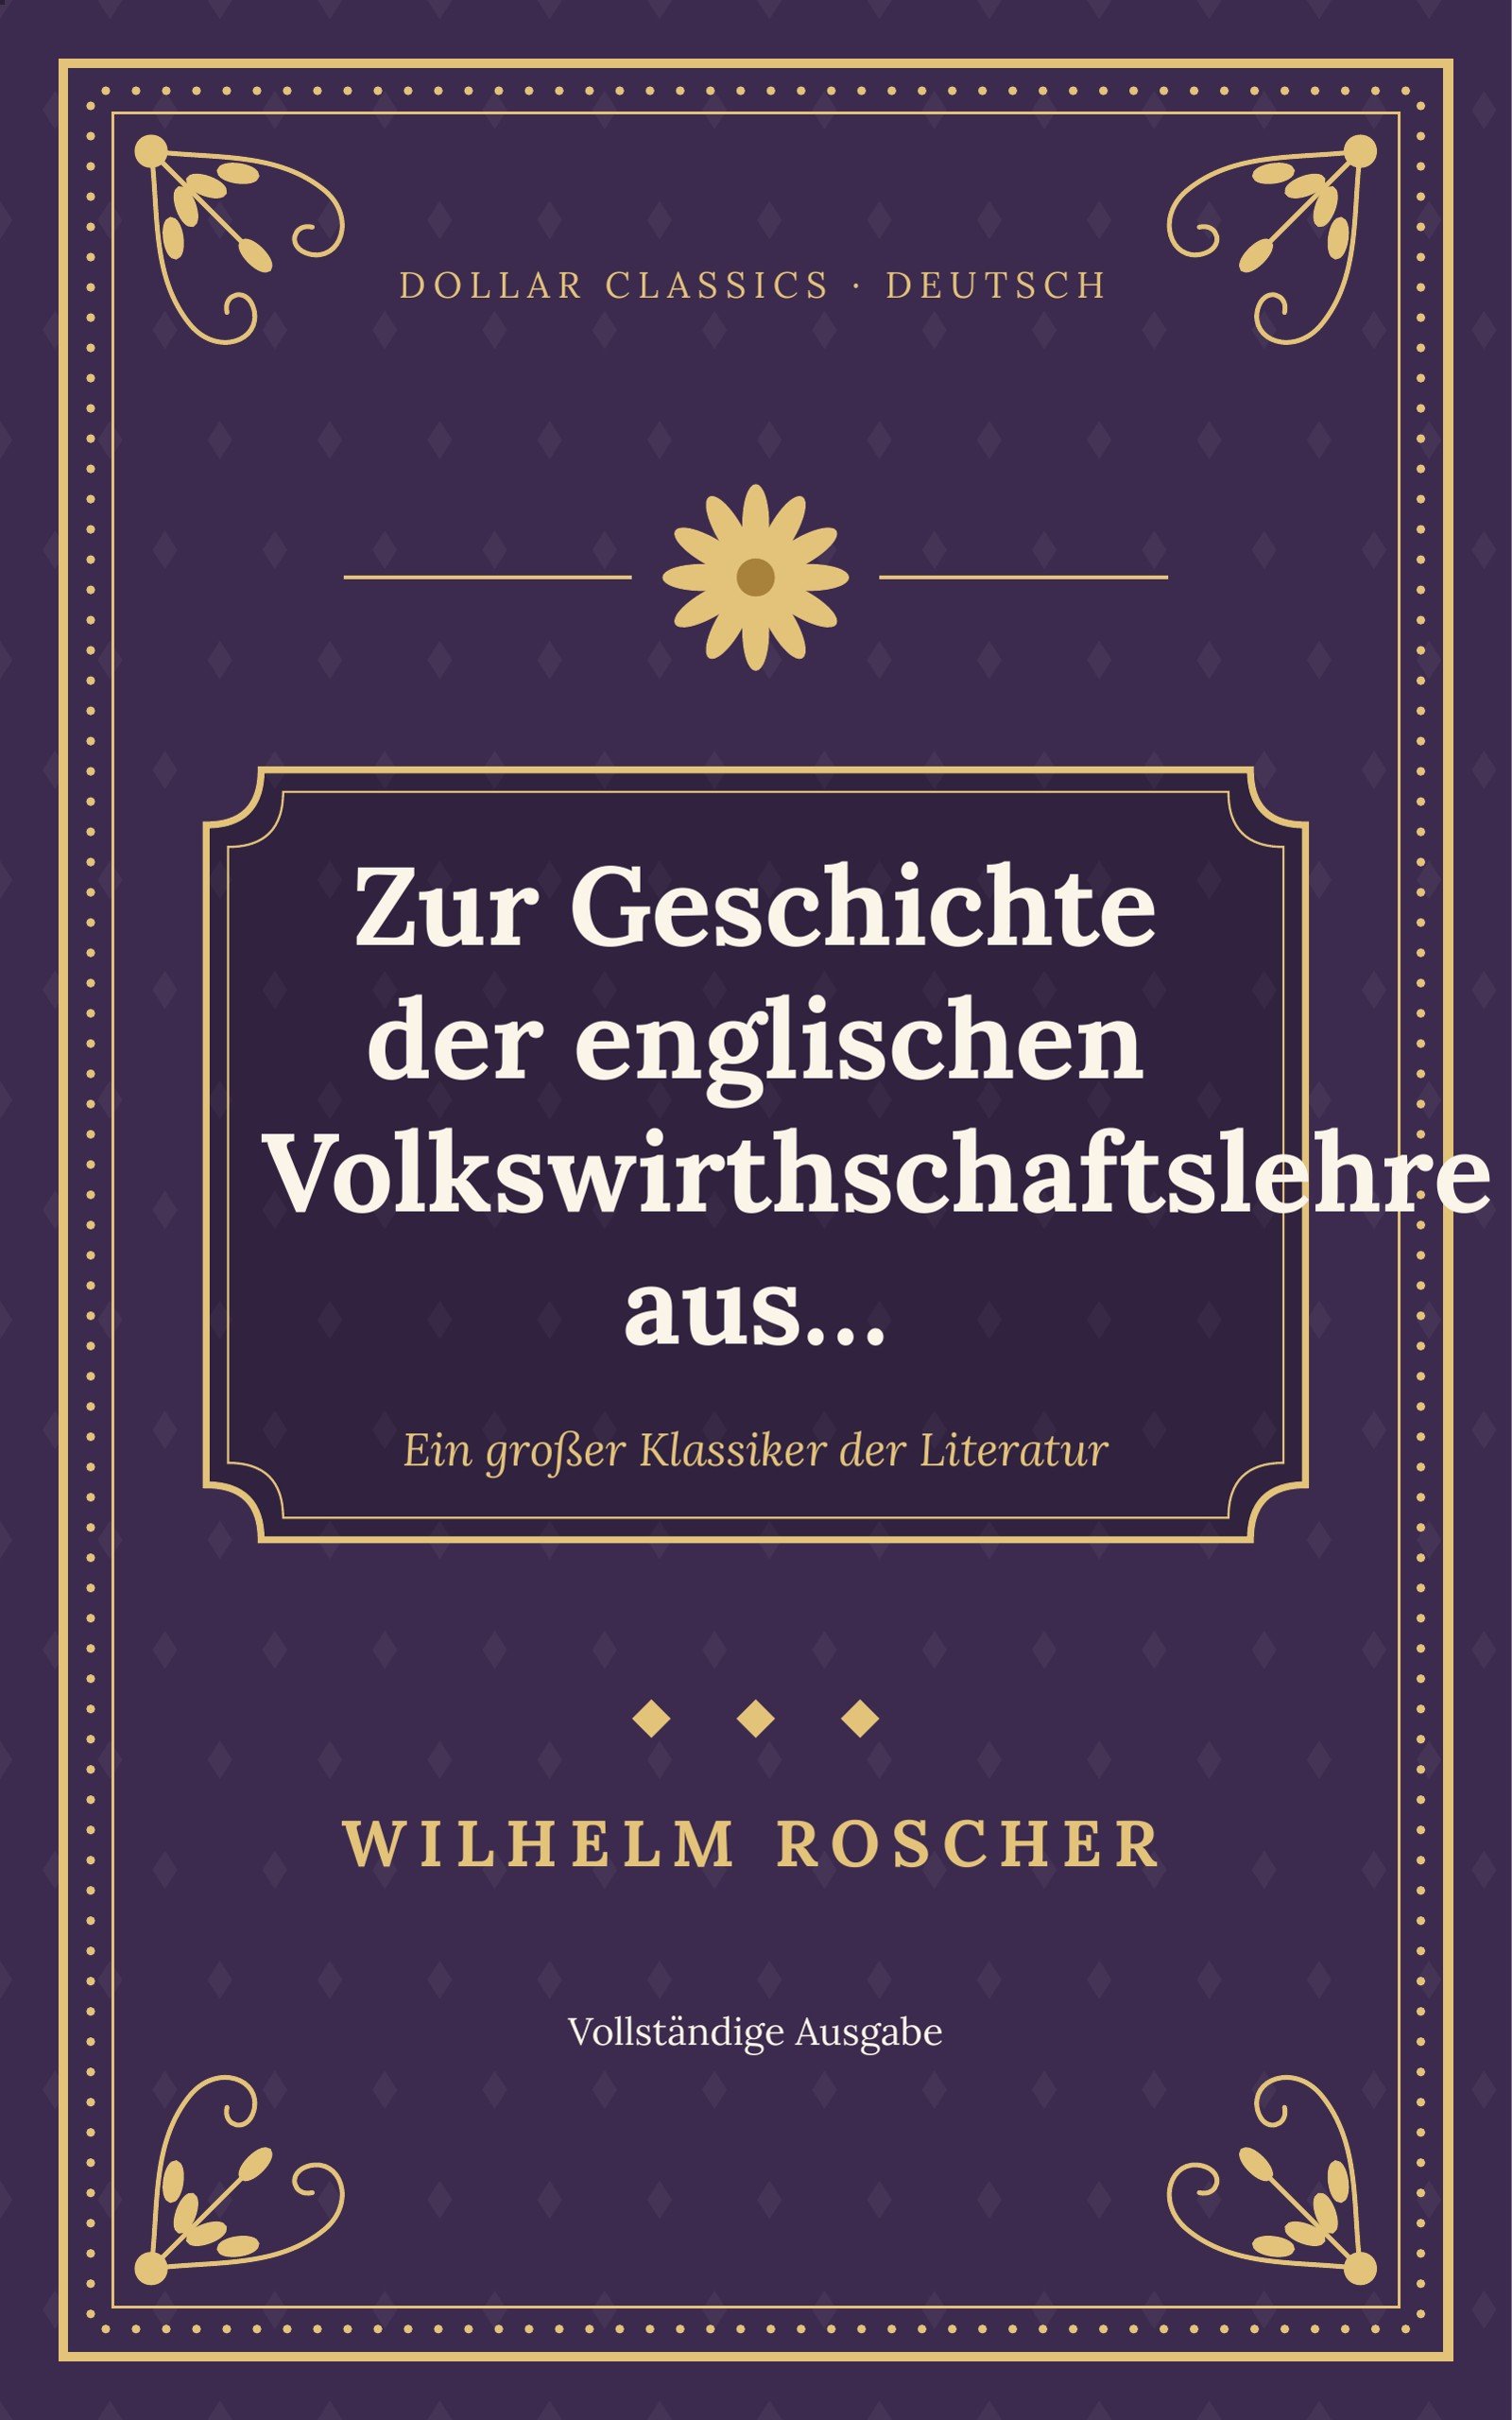 DOLLAR CLASSICS · DEUTSCH
Zur Geschichte
der englischen
Volkswirthschaftslehre
aus…
Ein großer Klassiker der Literatur
WILHELM ROSCHER
Vollständige Ausgabe